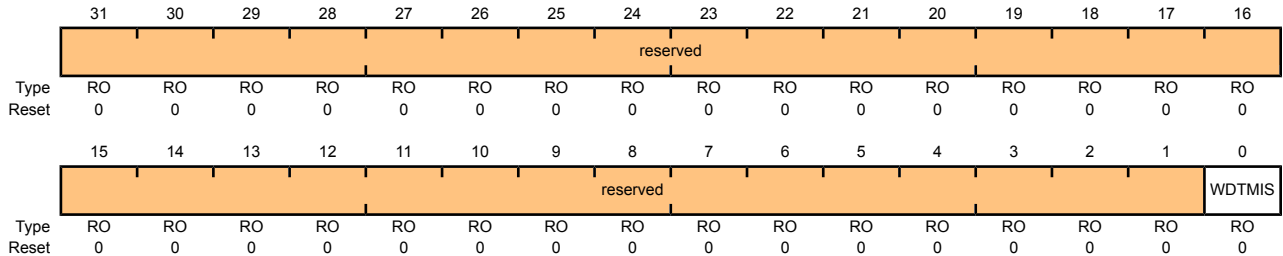 31 30 29 28 27 26 25 24 23 22 21 20 19 18 17 16
reserved
Type RO RO RO RO RO RO RO RO RO RO RO RO RO RO RO RO
Reset 0 0 0 0 0 0 0 0 0 0 0 0 0 0 0 0
15 14 13 12 11 10 9 8 7 6 5 4 3 2 1 0
reserved WDTMIS
Type RO RO RO RO RO RO RO RO RO RO RO RO RO RO RO RO
Reset 0 0 0 0 0 0 0 0 0 0 0 0 0 0 0 0